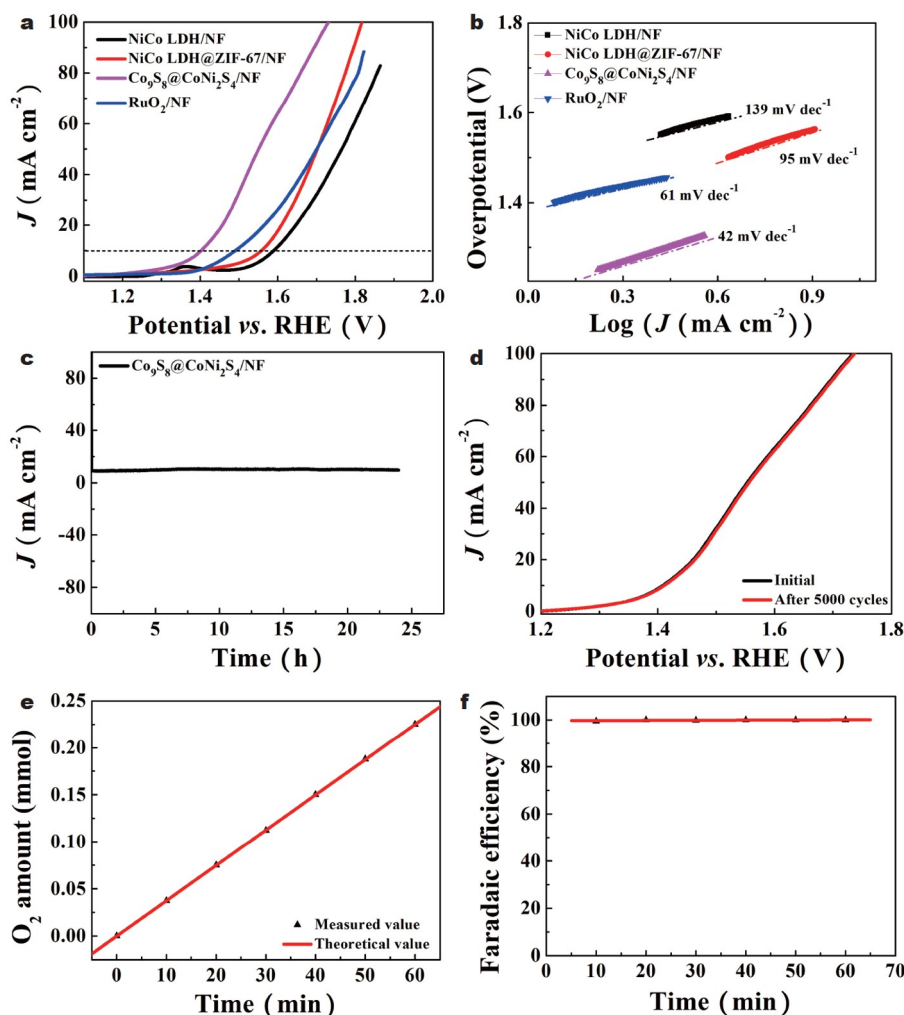 a
NiCo LDH/NF
NiCo LDH@ZIF-67/NF
Co₉S₈@CoNi₂S₄/NF
RuO₂/NF
J (mA cm⁻²)
100
80
60
40
20
0
1.2
1.4
1.6
1.8
2.0
Potential vs. RHE (V)
b
NiCo LDH/NF
NiCo LDH@ZIF-67/NF
Co₉S₈@CoNi₂S₄/NF
RuO₂/NF
139 mV dec⁻¹
95 mV dec⁻¹
61 mV dec⁻¹
42 mV dec⁻¹
Overpotential (V)
1.8
1.6
1.4
0.0
0.3
0.6
0.9
Log (J (mA cm⁻²))
c
Co₉S₈@CoNi₂S₄/NF
J (mA cm⁻²)
80
40
0
-40
-80
0
5
10
15
20
25
Time (h)
d
J (mA cm⁻²)
100
80
60
40
20
0
Initial
After 5000 cycles
1.2
1.4
1.6
1.8
Potential vs. RHE (V)
e
O₂ amount (mmol)
0.25
0.20
0.15
0.10
0.05
0.00
Measured value
Theoretical value
0
10
20
30
40
50
60
Time (min)
f
Faradaic efficiency (%)
100
80
60
40
20
0
0
10
20
30
40
50
60
70
Time (min)